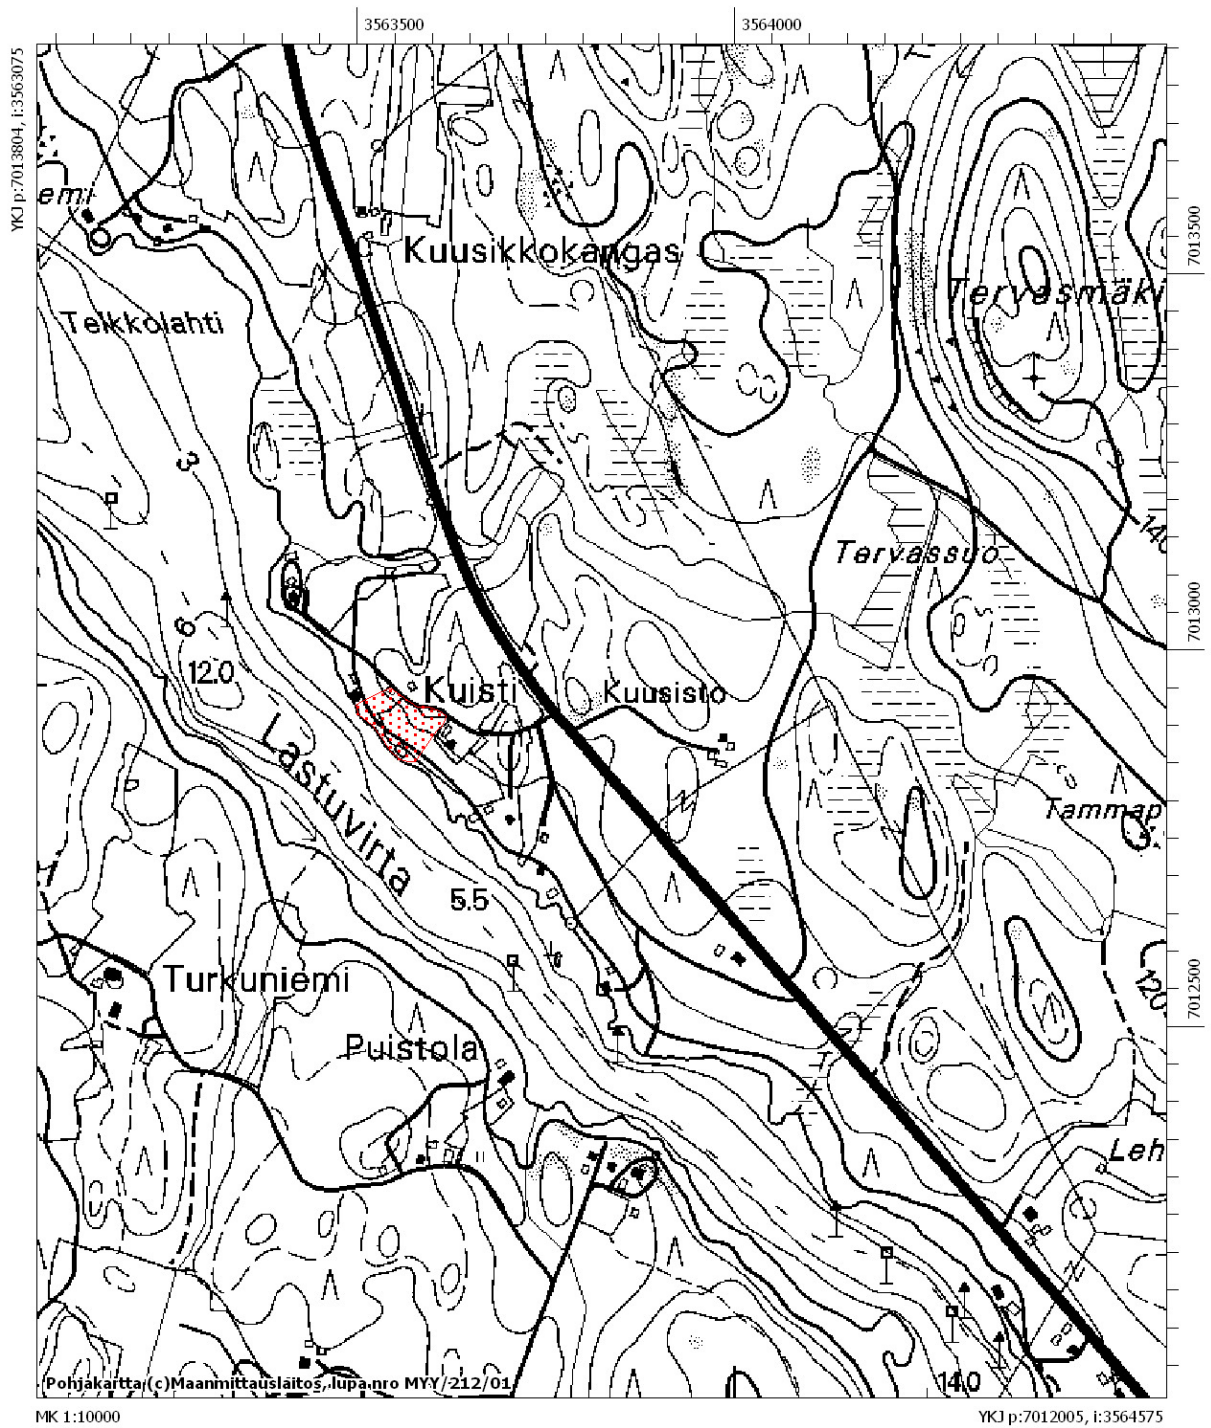 3563500
3564000
YKJ p:7013804, i:3563075
emi
Kuusikkokangas
7013500
Tervasmäki
Telkkölahti
3
140
Tervassuo
7013000
6
12.0
Kuisti
Kuusisto
Lastuvirta
Tammap
5.5
Turkuniemi
120
7012500
Puistola
Leh
14.0
Pohjakartta (c)Maanmittauslaitos, lupa nro MYY/212/01
MK 1:10000
YKJ p:7012005, i:3564575